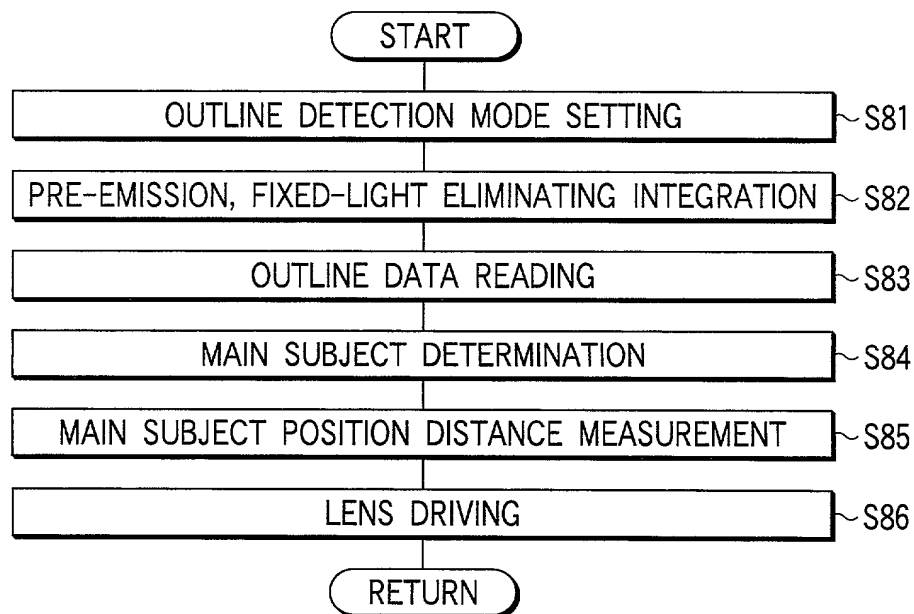 START
OUTLINE DETECTION MODE SETTING ~S81
PRE-EMISSION, FIXED-LIGHT ELIMINATING INTEGRATION ~S82
OUTLINE DATA READING ~S83
MAIN SUBJECT DETERMINATION ~S84
MAIN SUBJECT POSITION DISTANCE MEASUREMENT ~S85
LENS DRIVING ~S86
RETURN